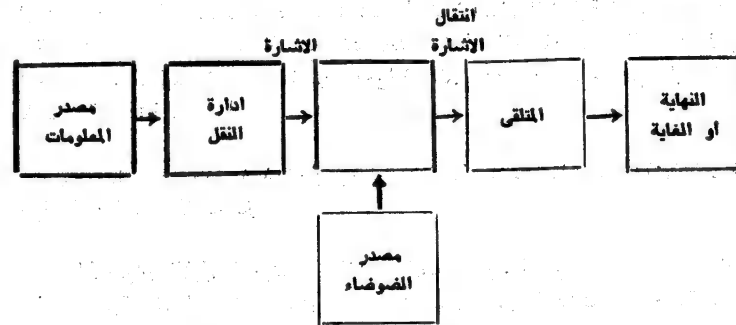 انتقال
الاشارة
الاشارة
مصدر
المعلومات
ادارة
النقل
المتلقى
النهاية
أو الغاية
مصدر
الضوضاء